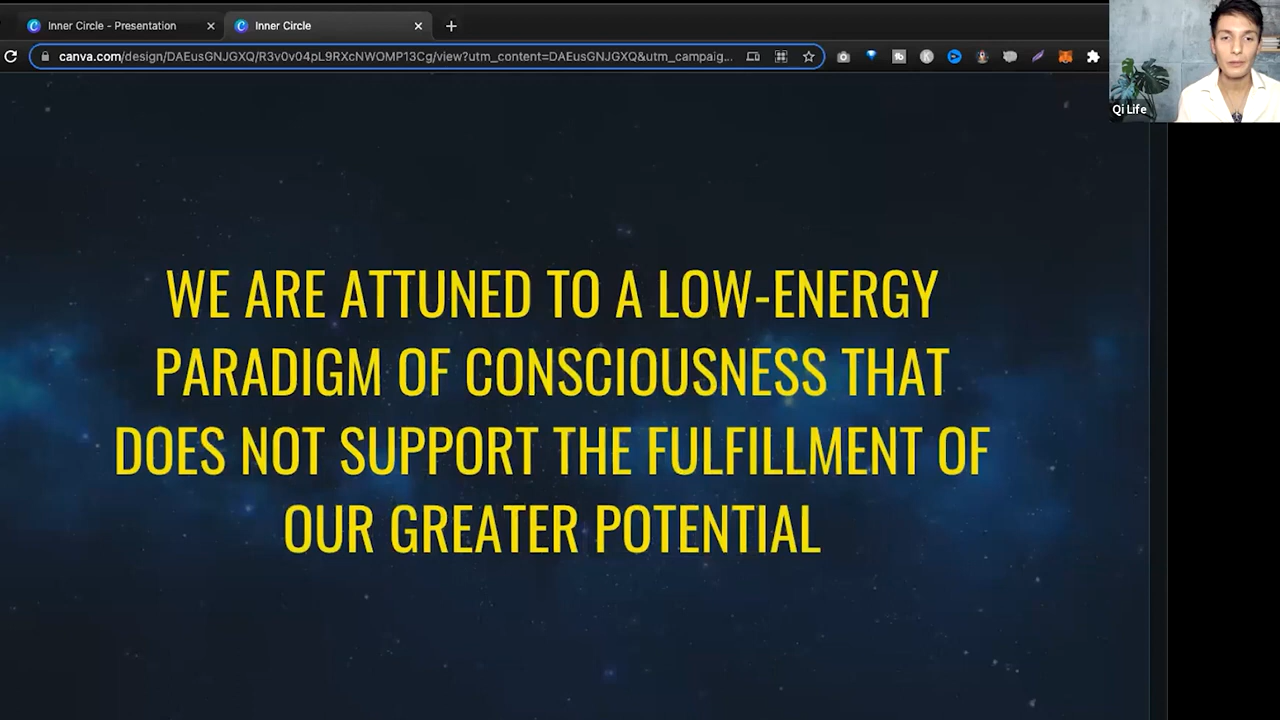 Inner Circle - Presentation
Inner Circle
canva.com/design/DAEusGNJGXQ/R3v0v04pL9RXcNWOMP13Cg/view?utm_content=DAEusGNJGXQ&utm_campaig...
Qi Life
WE ARE ATTUNED TO A LOW-ENERGY
PARADIGM OF CONSCIOUSNESS THAT
DOES NOT SUPPORT THE FULFILLMENT OF
OUR GREATER POTENTIAL